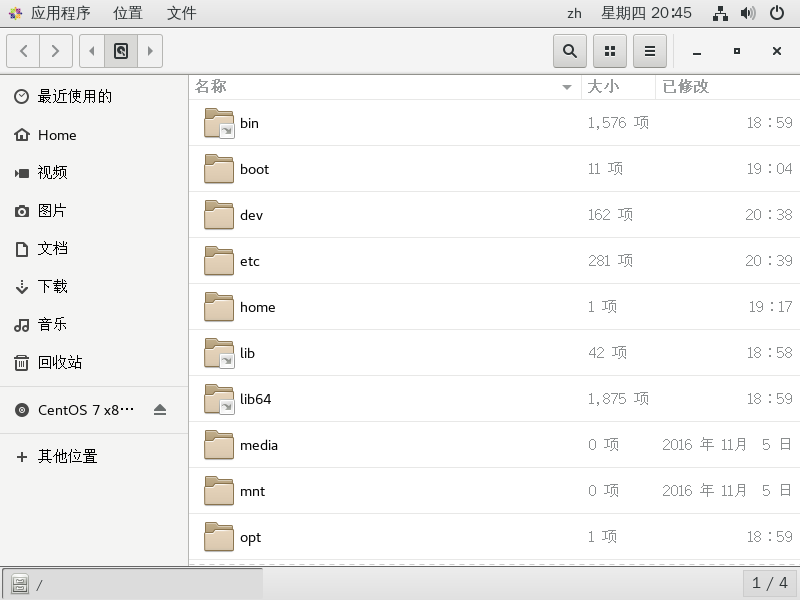 应用程序 位置 文件 zh 星期四 20:45
名称 大小 已修改
最近使用的
Home
视频
图片
文档
下载
音乐
回收站
CentOS 7 x8…
其他位置
bin 1,576 项 18：59
boot 11 项 19：04
dev 162 项 20：38
etc 281 项 20：39
home 1 项 19：17
lib 42 项 18：58
lib64 1,875 项 18：59
media 0 项 2016 年 11月 5 日
mnt 0 项 2016 年 11月 5 日
opt 1 项 18：59
/ 1 / 4